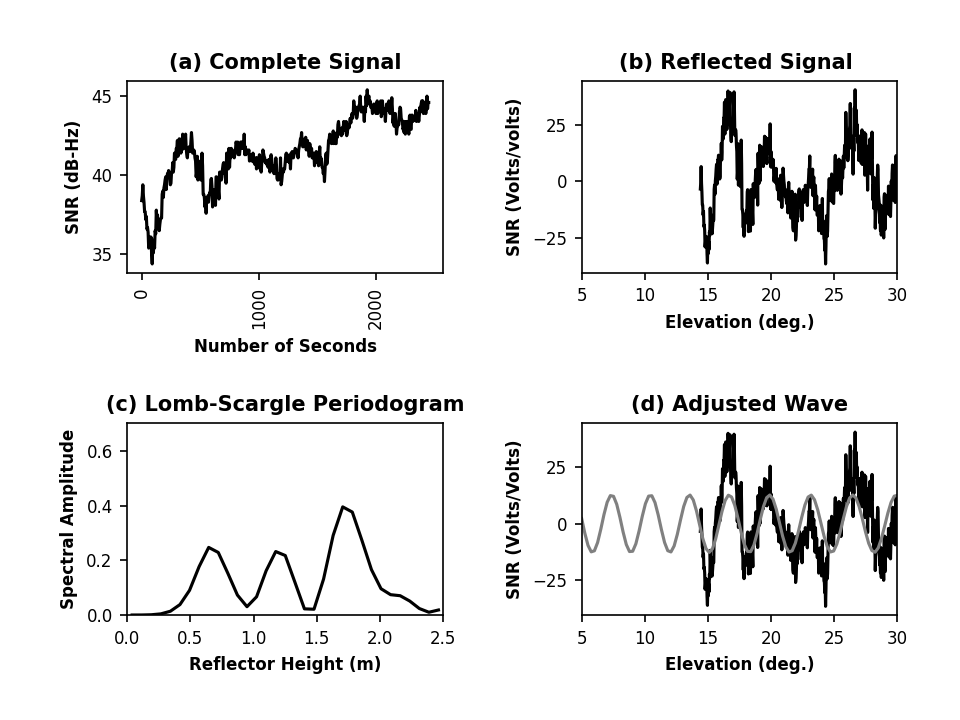 (a) Complete Signal
SNR (dB-Hz)
45
40
35
0
1000
2000
Number of Seconds
(b) Reflected Signal
SNR (Volts/volts)
25
0
−25
5 10 15 20 25 30
Elevation (deg.)
(c) Lomb-Scargle Periodogram
Spectral Amplitude
0.6
0.4
0.2
0.0
0.0 0.5 1.0 1.5 2.0 2.5
Reflector Height (m)
(d) Adjusted Wave
SNR (Volts/Volts)
25
0
−25
5 10 15 20 25 30
Elevation (deg.)